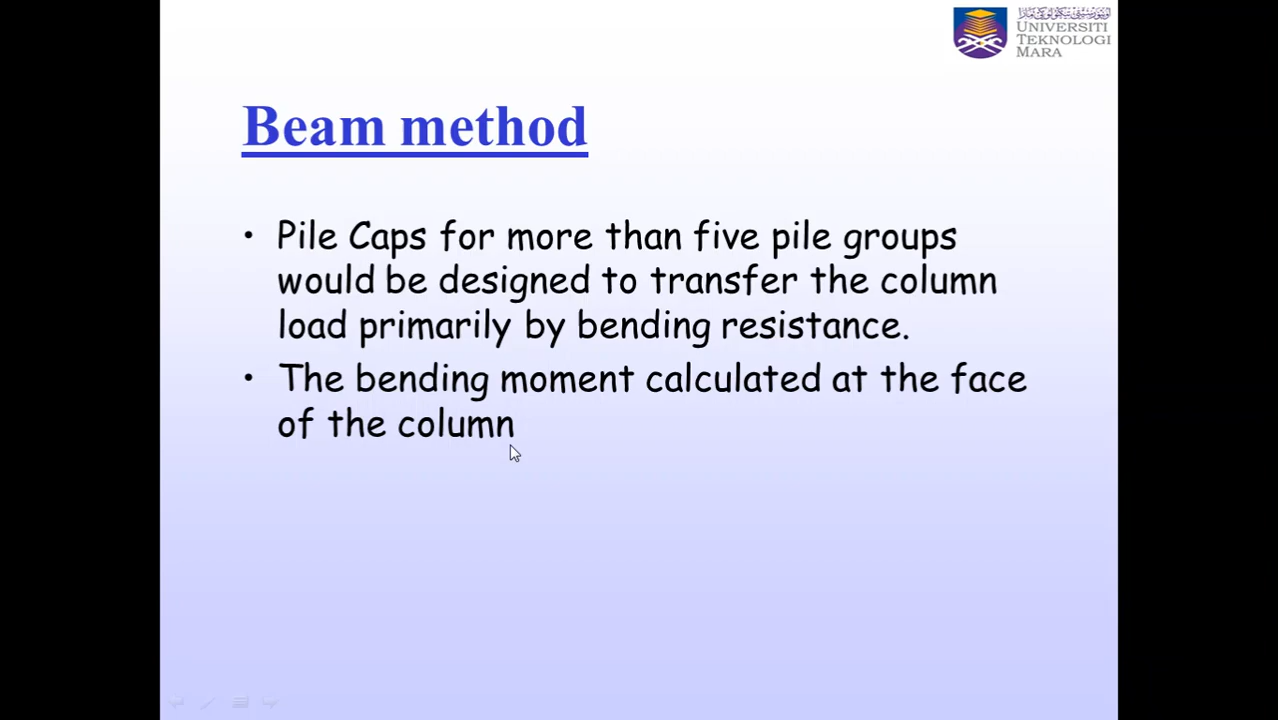 UNIVERSITI
TEKNOLOGI
MARA
Beam method
• Pile Caps for more than five pile groups
would be designed to transfer the column
load primarily by bending resistance.
• The bending moment calculated at the face
of the column